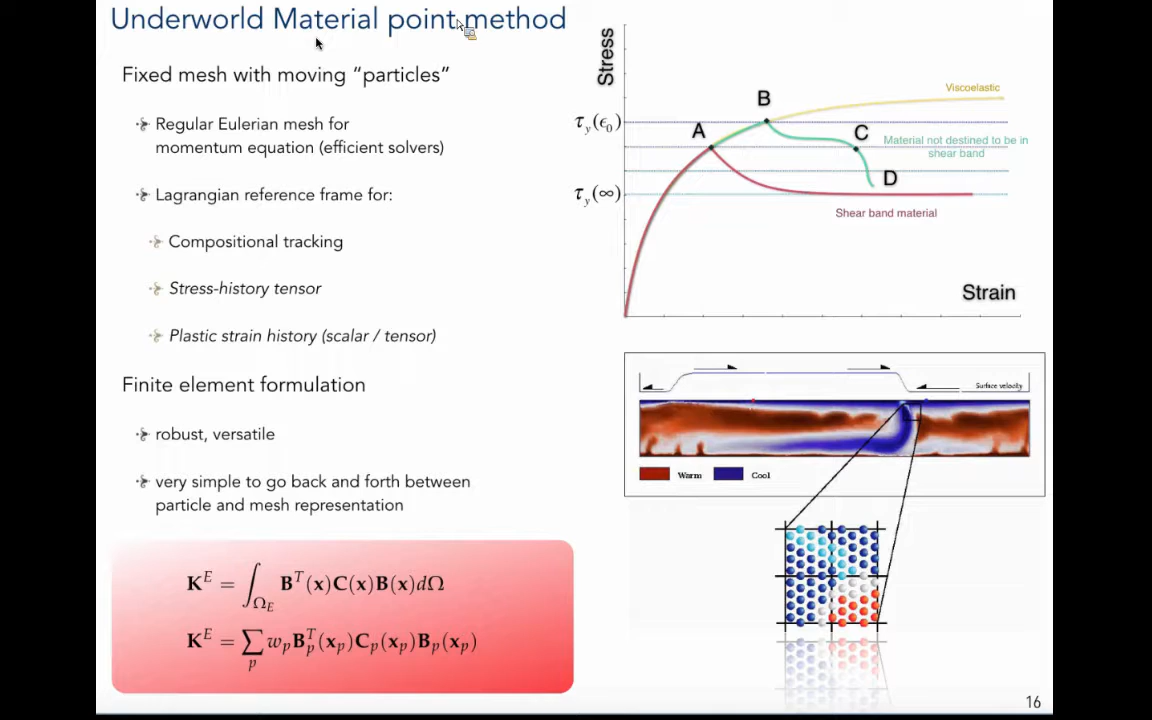 Underworld Material point method
Fixed mesh with moving “particles”
Regular Eulerian mesh for
momentum equation (efficient solvers)
Lagrangian reference frame for:
Compositional tracking
Stress-history tensor
Plastic strain history (scalar / tensor)
Finite element formulation
robust, versatile
very simple to go back and forth between
particle and mesh representation
K^E = ∫_{Ω_E} B^T(x)C(x)B(x)dΩ
K^E = ∑_p w_p B_p^T(x_p)C_p(x_p)B_p(x_p)
Stress
Viscoelastic
B
τ_y(ϵ_0)
A
C
Material not destined to be in
shear band
D
τ_y(∞)
Shear band material
Strain
Surface velocity
Warm
Cool
16